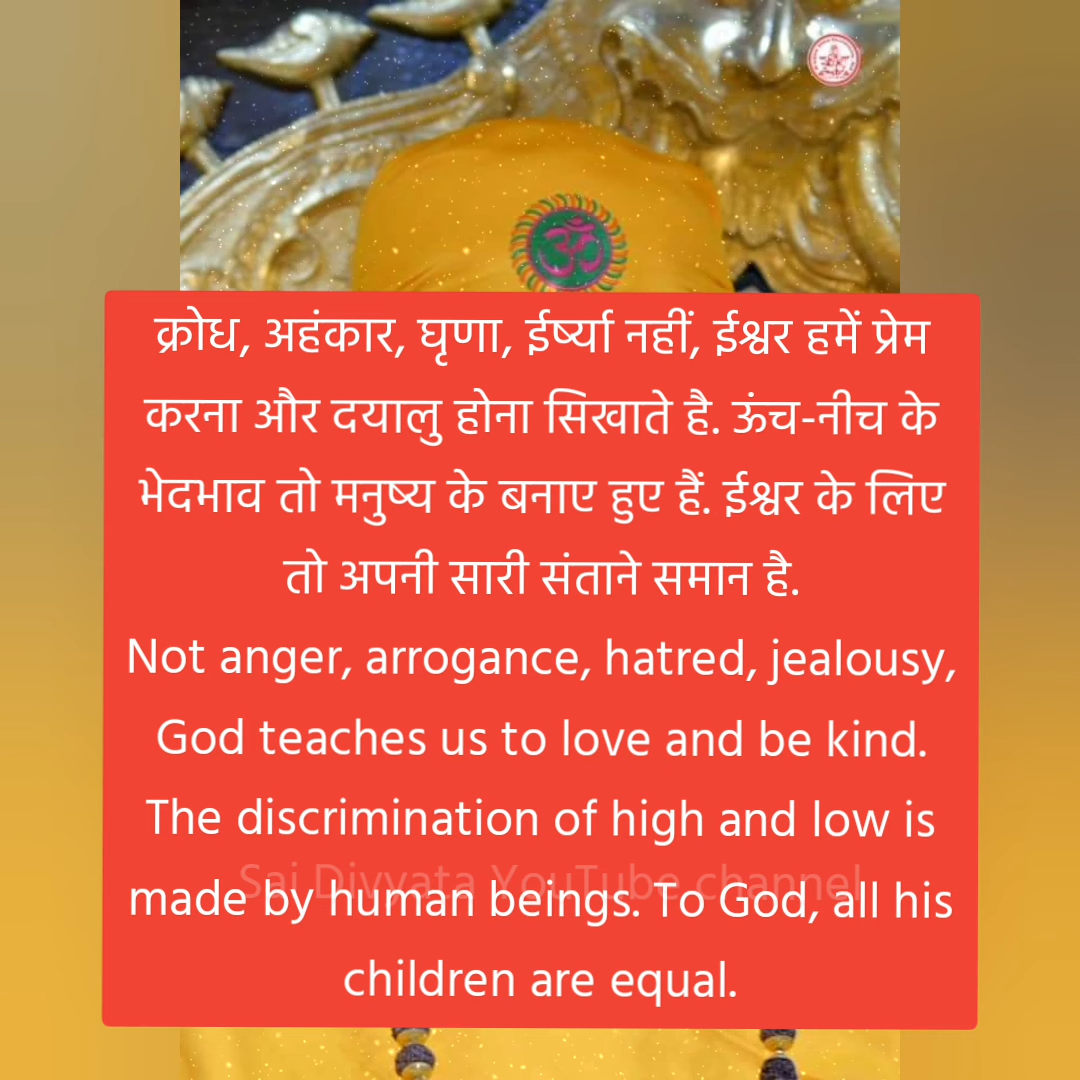 ॐ
क्रोध, अहंकार, घृणा, ईर्ष्या नहीं, ईश्वर हमें प्रेम
करना और दयालु होना सिखाते है. ऊंच-नीच के
भेदभाव तो मनुष्य के बनाए हुए हैं. ईश्वर के लिए
तो अपनी सारी संताने समान है.
Not anger, arrogance, hatred, jealousy,
God teaches us to love and be kind.
The discrimination of high and low is
Sai Divyata YouTube channel
made by human beings. To God, all his
children are equal.